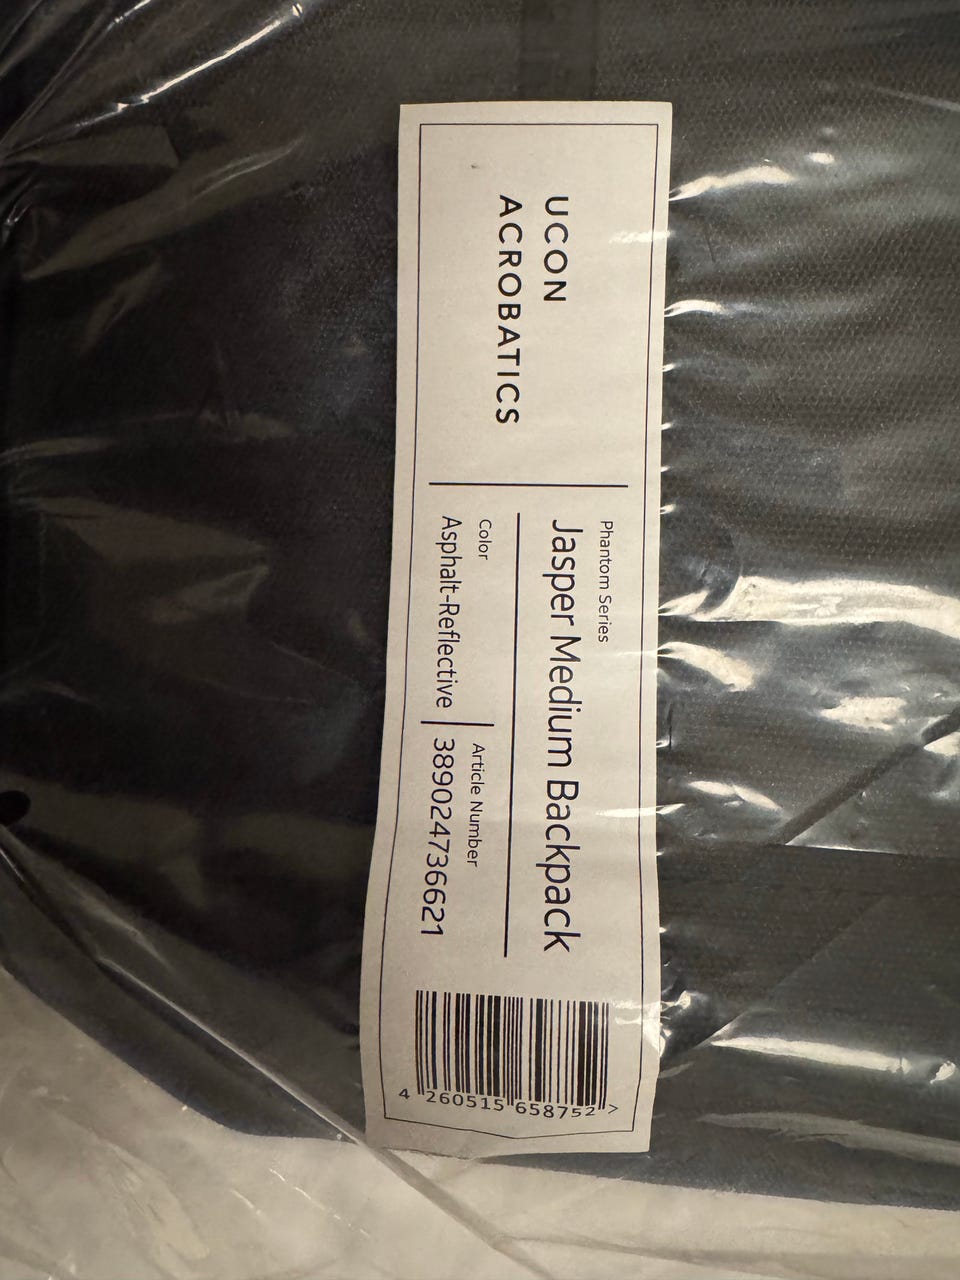 UCON
ACROBATICS
Phantom Series
Jasper Medium Backpack
Color
Asphalt-Reflective
Article Number
389024736621
4 260515 658752 >